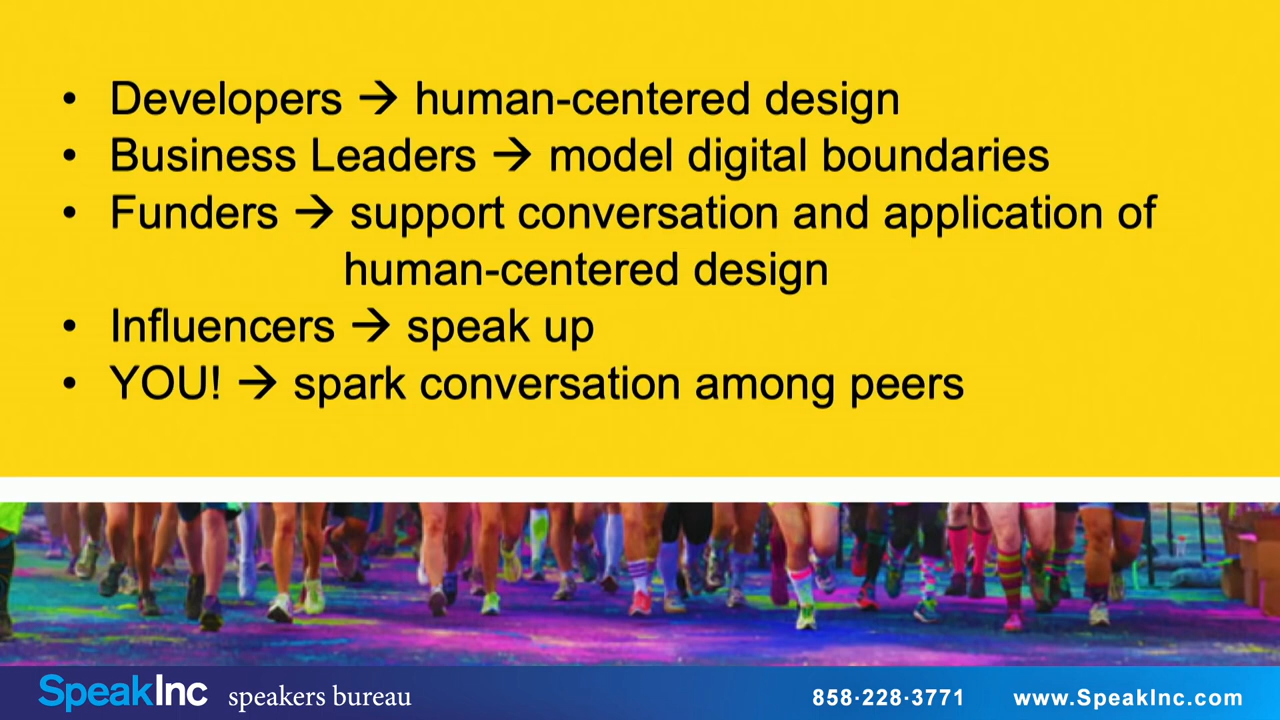 • Developers → human-centered design
• Business Leaders → model digital boundaries
• Funders → support conversation and application of
human-centered design
• Influencers → speak up
• YOU! → spark conversation among peers
SpeakInc speakers bureau 858·228·3771 www.SpeakInc.com